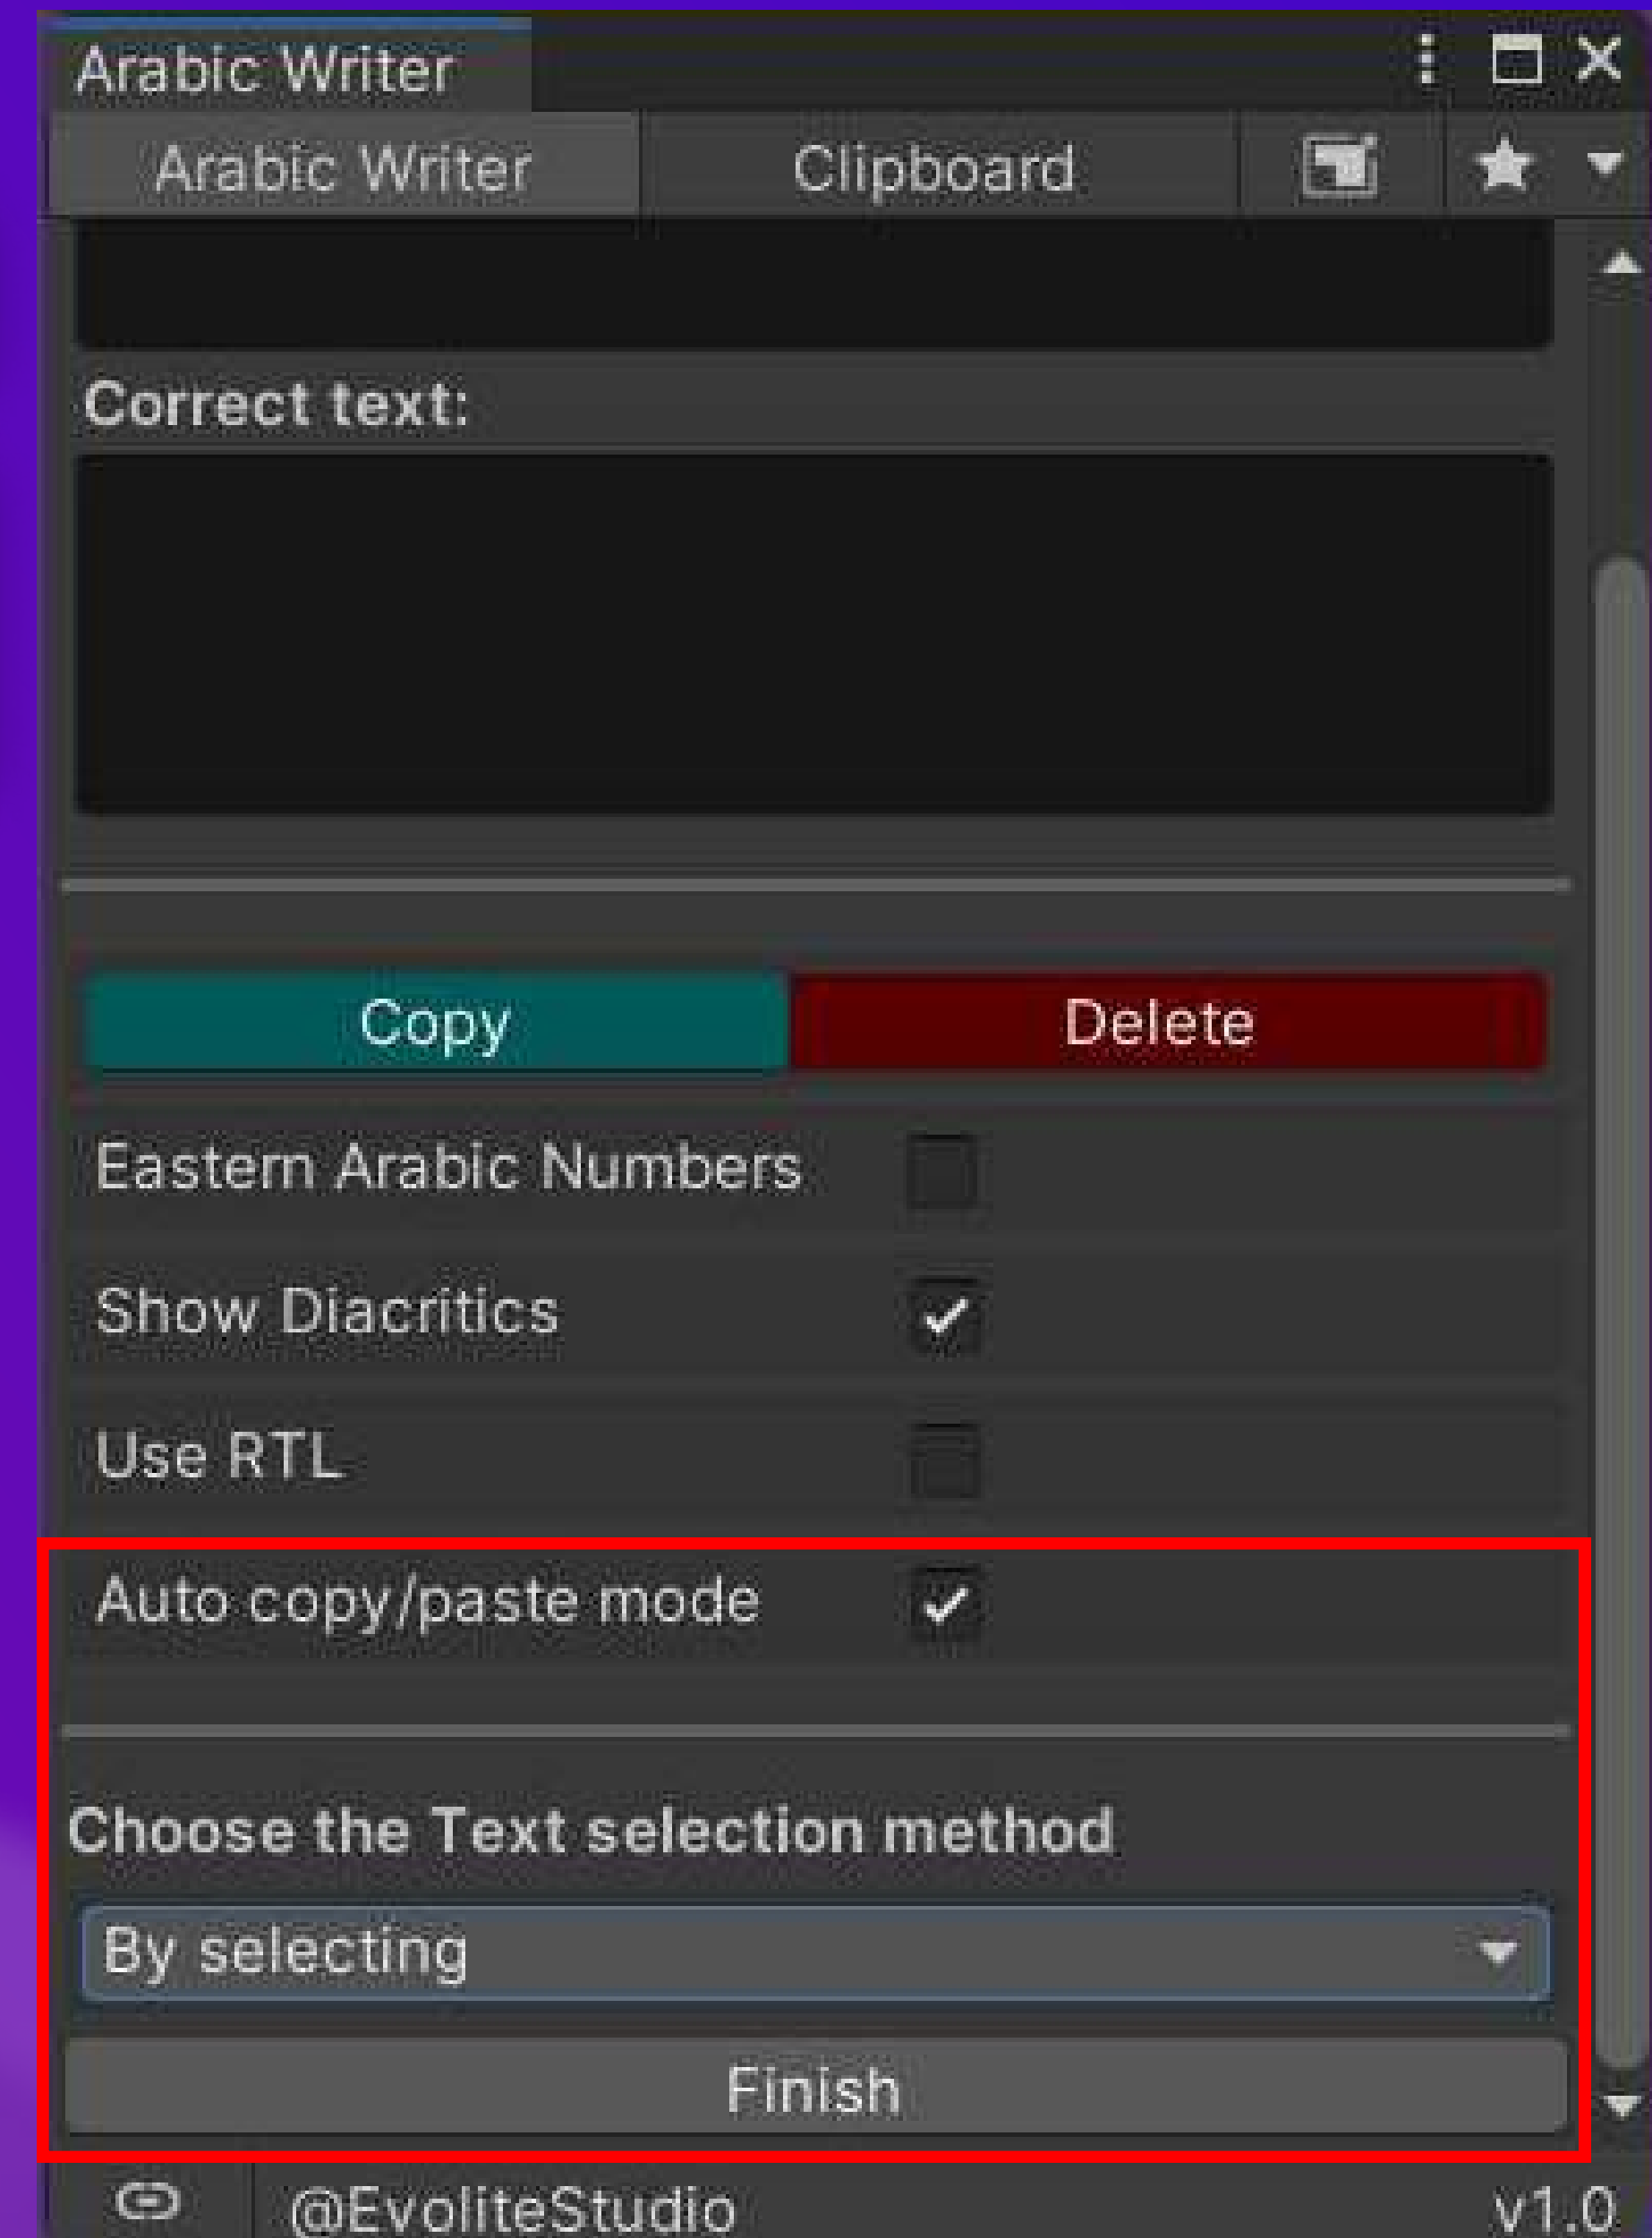 Arabic Writer
Arabic Writer Clipboard
Correct text:
Copy Delete
Eastern Arabic Numbers
Show Diacritics
Use RTL
Auto copy/paste mode
Choose the Text selection method
By selecting
Finish
@EvoliteStudio v1.0